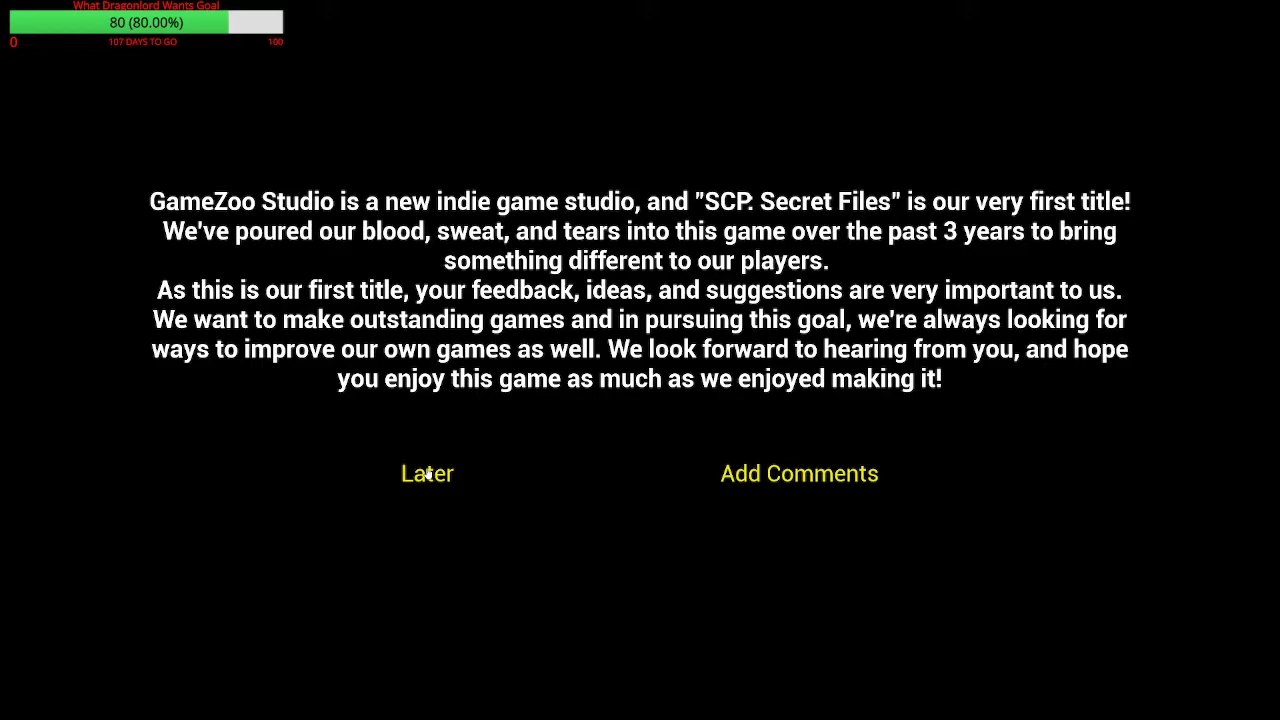 What Dragonlord Wants Goal
80 (80.00%)
0 107 DAYS TO GO 100
GameZoo Studio is a new indie game studio, and "SCP: Secret Files" is our very first title!
We've poured our blood, sweat, and tears into this game over the past 3 years to bring
something different to our players.
As this is our first title, your feedback, ideas, and suggestions are very important to us.
We want to make outstanding games and in pursuing this goal, we're always looking for
ways to improve our own games as well. We look forward to hearing from you, and hope
you enjoy this game as much as we enjoyed making it!
Later Add Comments